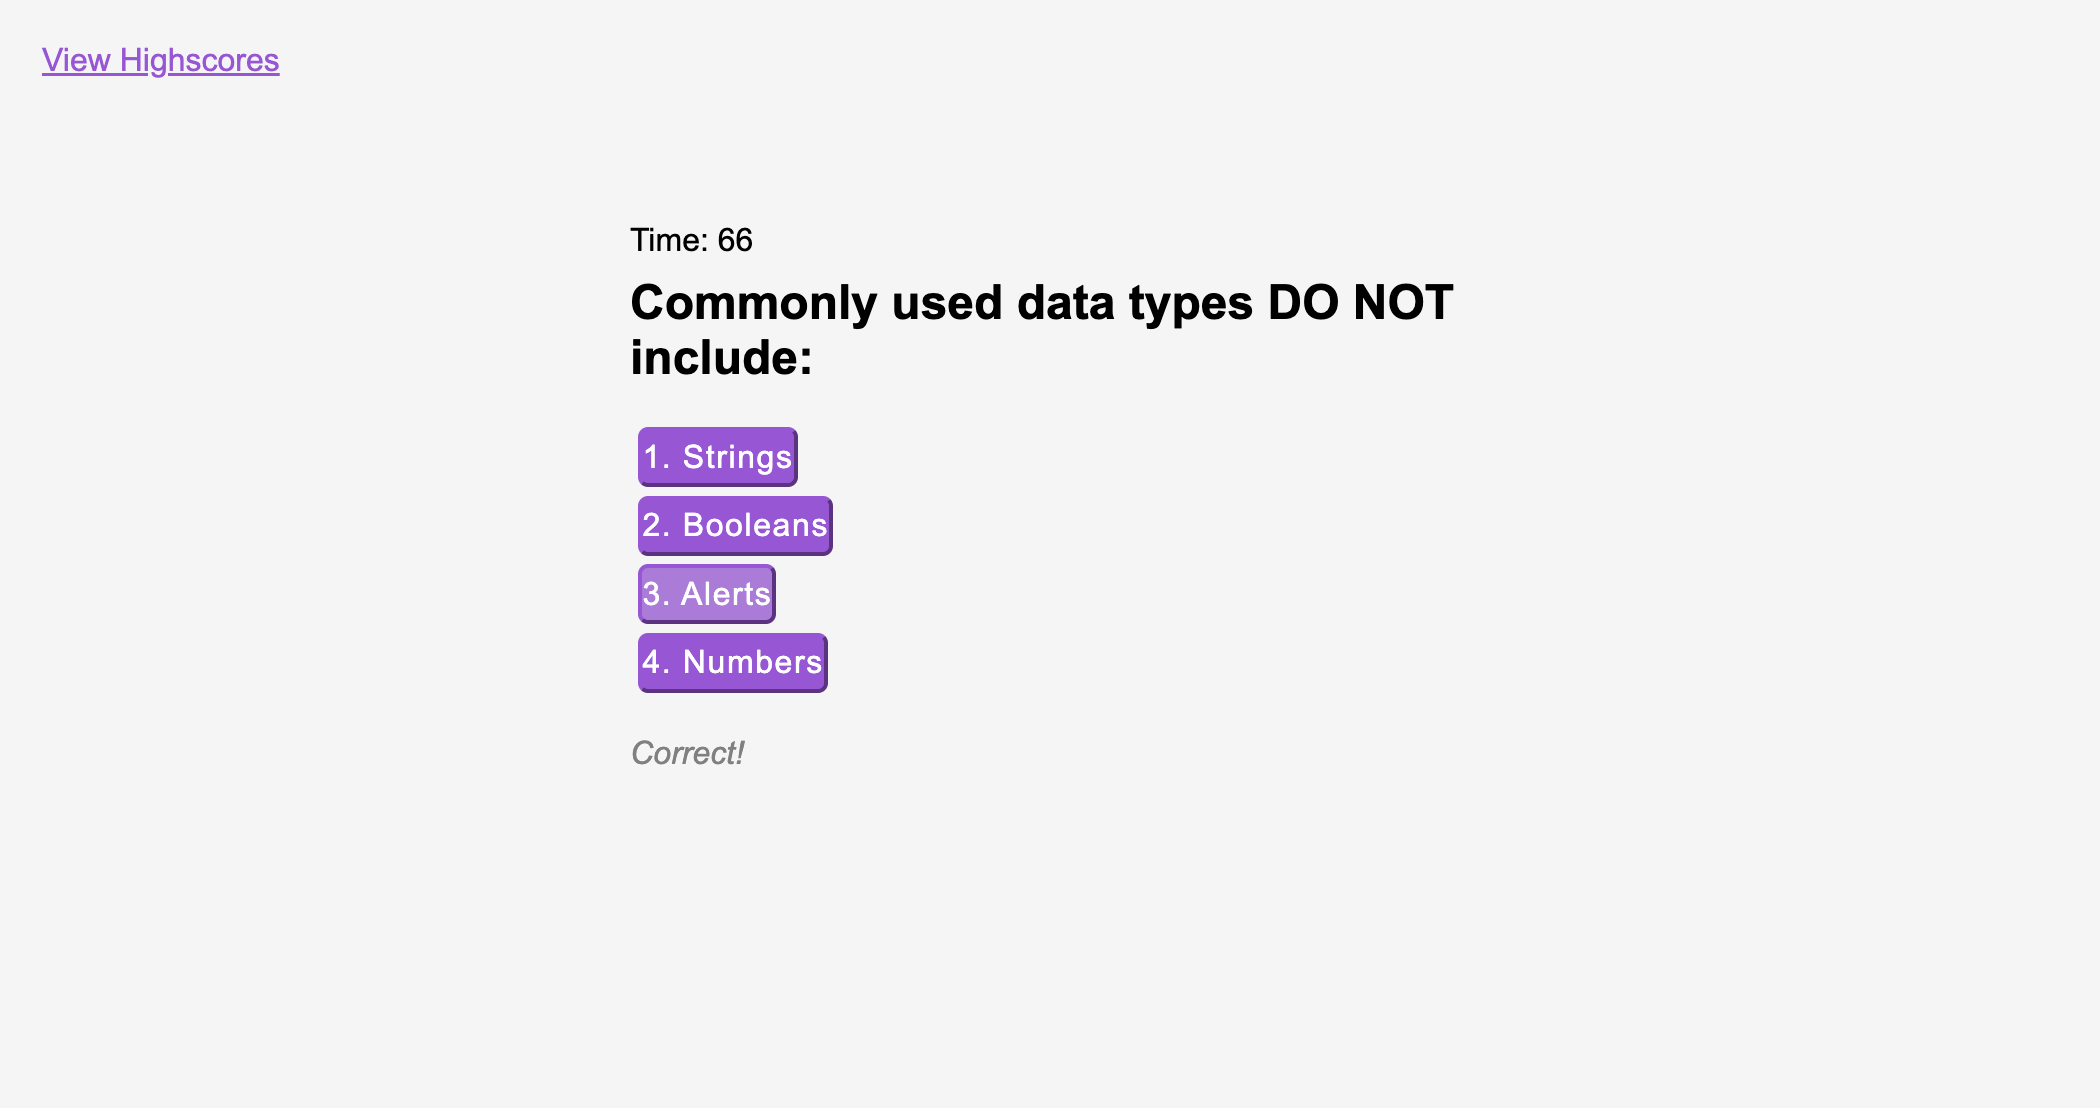 View Highscores
Time: 66
Commonly used data types DO NOT
include:
1. Strings
2. Booleans
3. Alerts
4. Numbers
Correct!